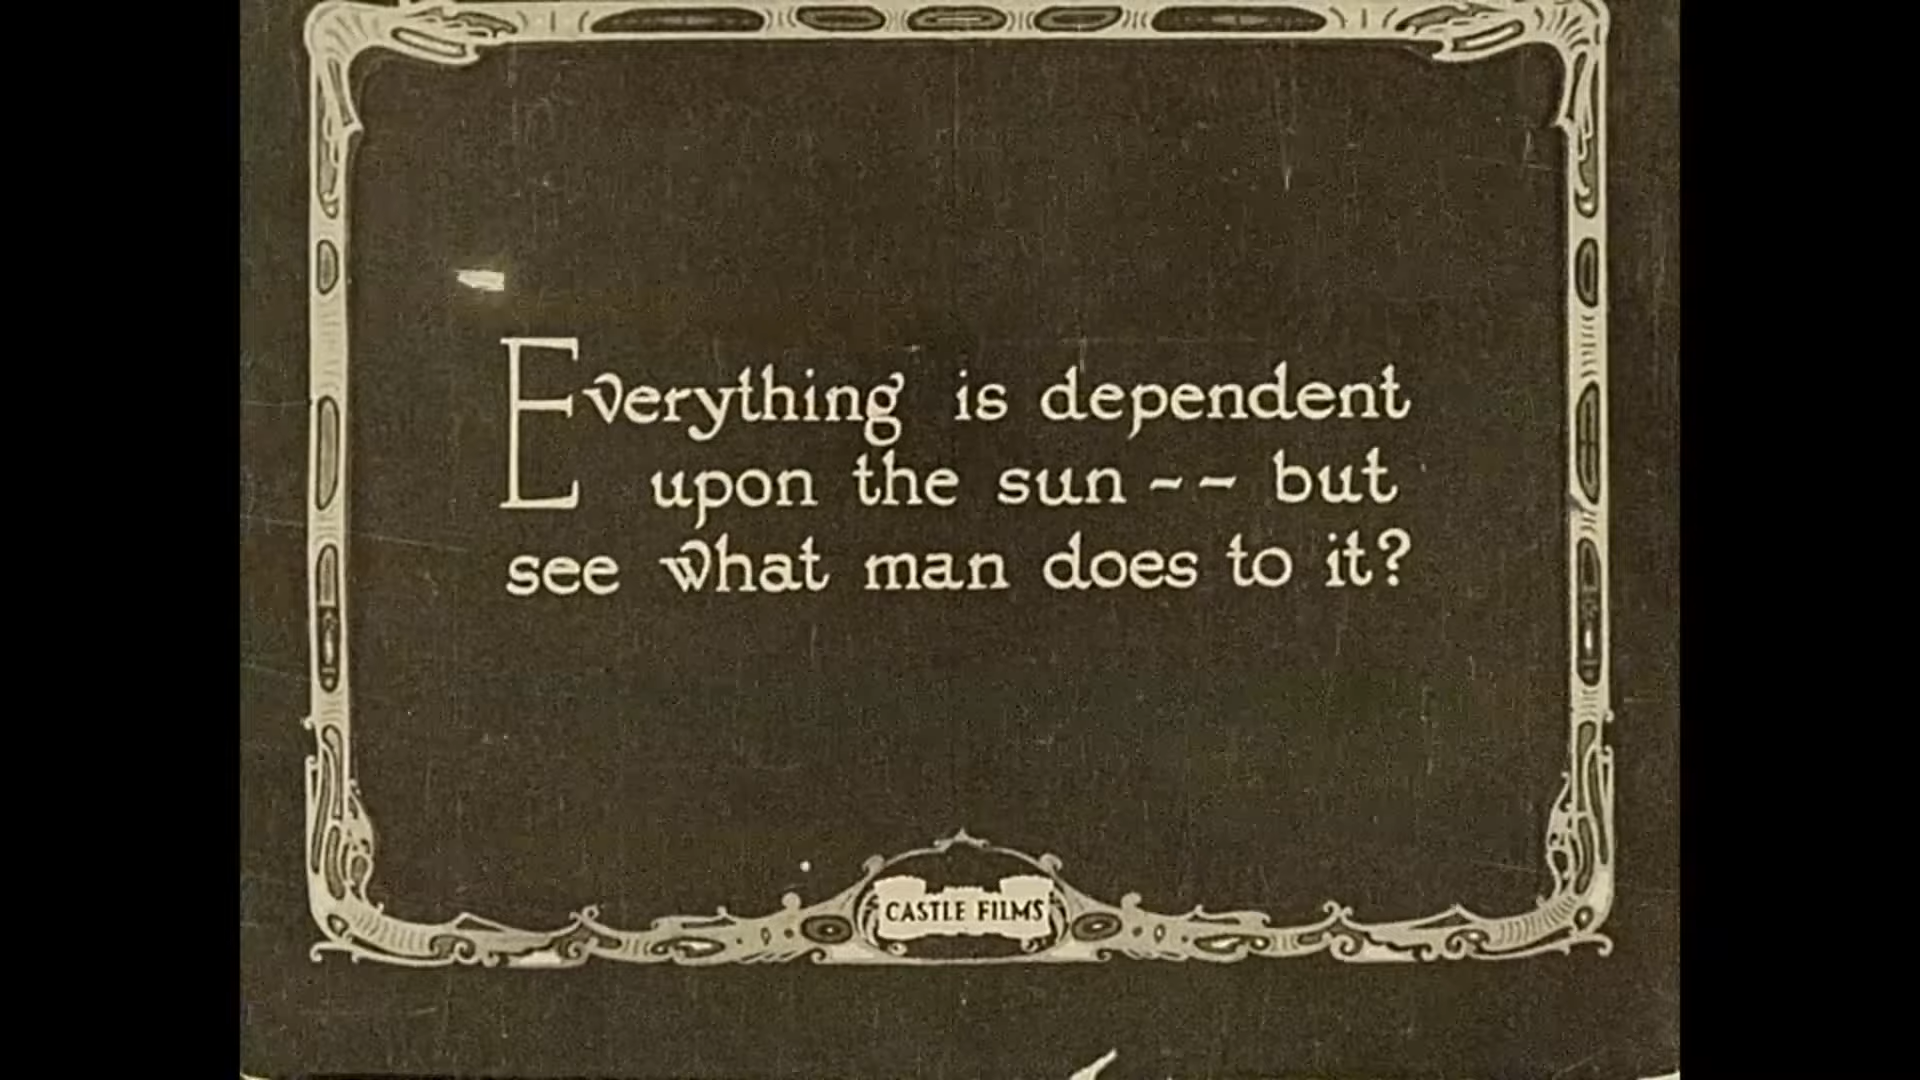 Everything is dependent
upon the sun -- but
see what man does to it?
CASTLE FILMS